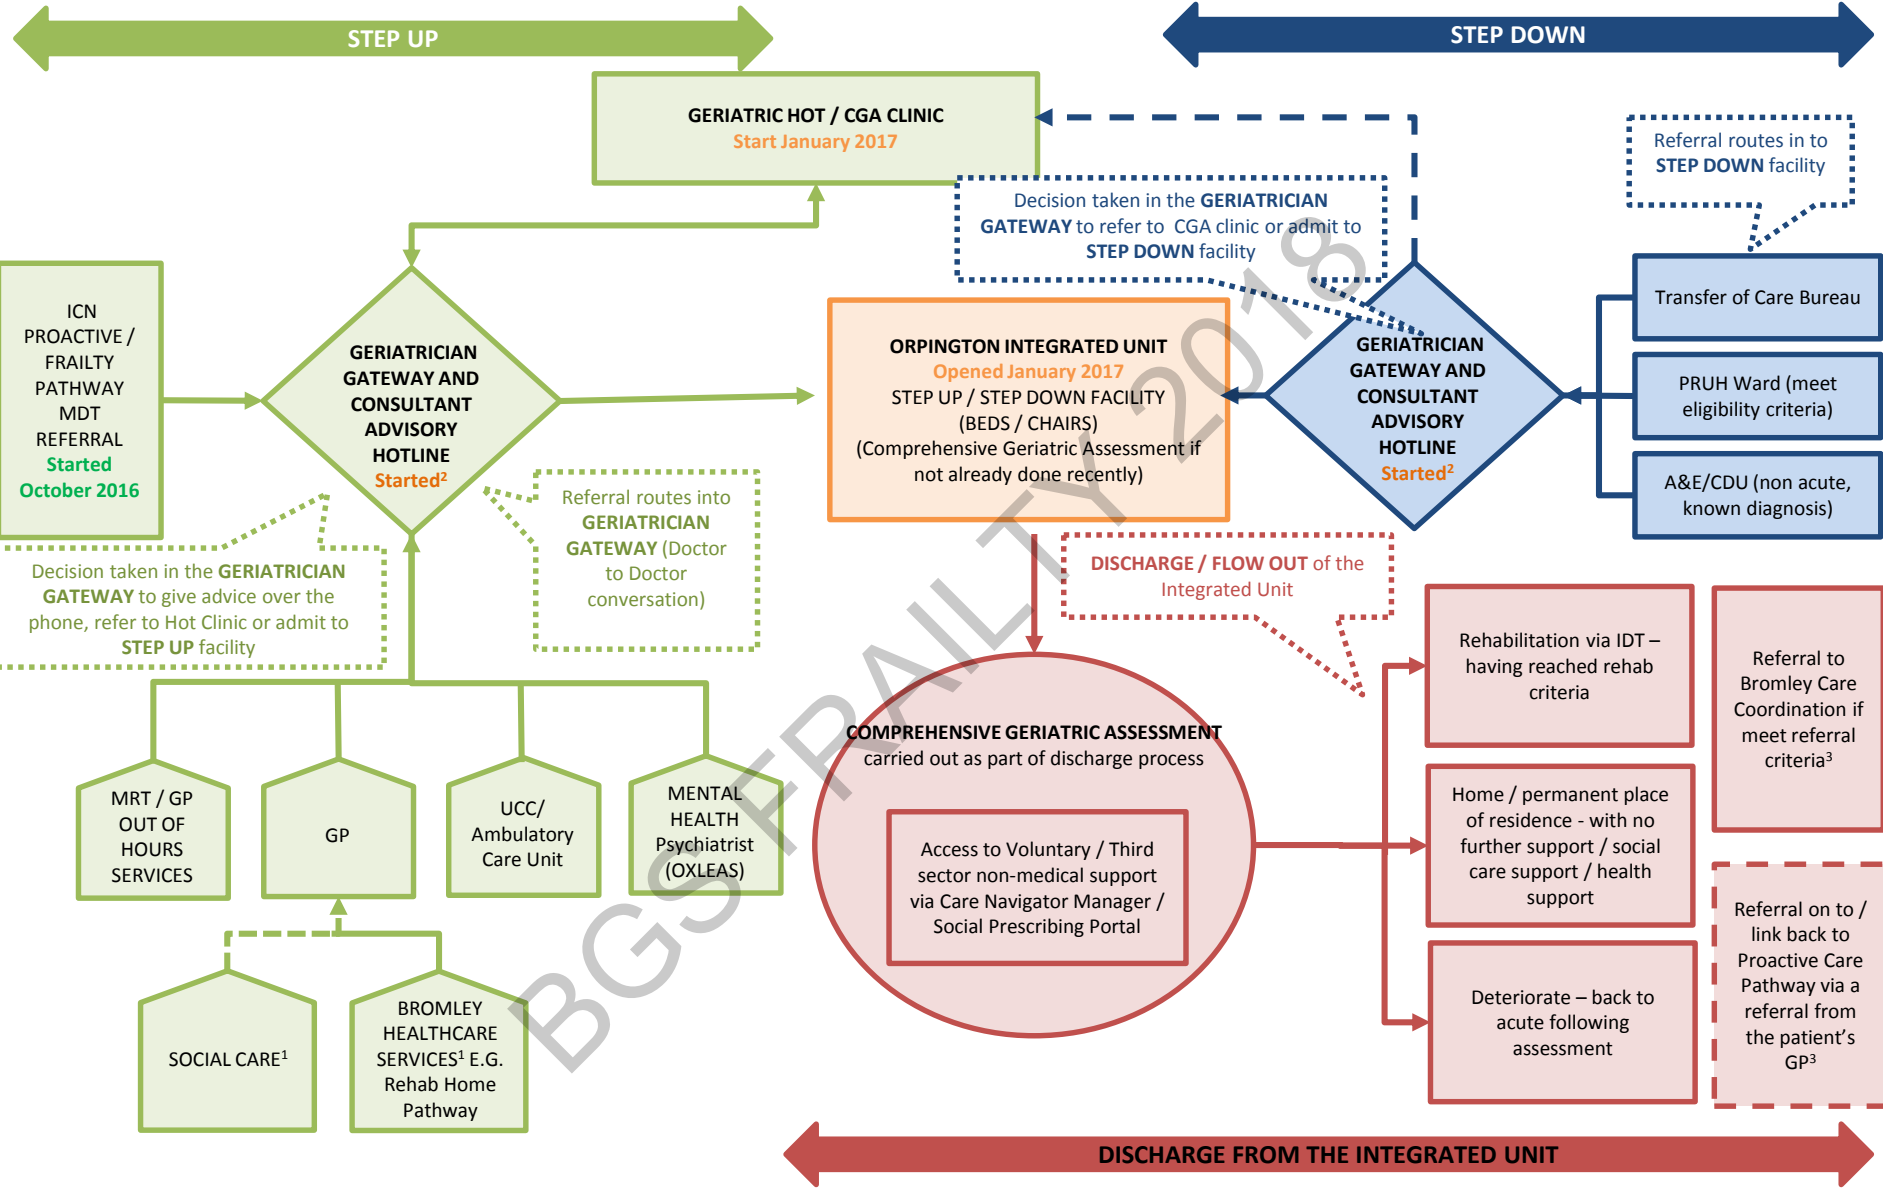 STEP UP
STEP DOWN
GERIATRIC HOT / CGA CLINIC
Start January 2017
Referral routes in to
STEP DOWN facility
Decision taken in the GERIATRICIAN
GATEWAY to refer to CGA clinic or admit to
STEP DOWN facility
ICN
PROACTIVE /
FRAILTY
PATHWAY
MDT
REFERRAL
Started
October 2016
GERIATRICIAN
GATEWAY AND
CONSULTANT
ADVISORY
HOTLINE
Started²
ORPINGTON INTEGRATED UNIT
Opened January 2017
STEP UP / STEP DOWN FACILITY
(BEDS / CHAIRS)
(Comprehensive Geriatric Assessment if
not already done recently)
GERIATRICIAN
GATEWAY AND
CONSULTANT
ADVISORY
HOTLINE
Started²
Transfer of Care Bureau
PRUH Ward (meet
eligibility criteria)
A&E/CDU (non acute,
known diagnosis)
Referral routes into
GERIATRICIAN
GATEWAY (Doctor
to Doctor
conversation)
Decision taken in the GERIATRICIAN
GATEWAY to give advice over the
phone, refer to Hot Clinic or admit to
STEP UP facility
DISCHARGE / FLOW OUT of the
Integrated Unit
MRT / GP
OUT OF
HOURS
SERVICES
GP
UCC/
Ambulatory
Care Unit
MENTAL
HEALTH
Psychiatrist
(OXLEAS)
SOCIAL CARE¹
BROMLEY
HEALTHCARE
SERVICES¹ E.G.
Rehab Home
Pathway
COMPREHENSIVE GERIATRIC ASSESSMENT
carried out as part of discharge process
Access to Voluntary / Third
sector non-medical support
via Care Navigator Manager /
Social Prescribing Portal
Rehabilitation via IDT –
having reached rehab
criteria
Home / permanent place
of residence - with no
further support / social
care support / health
support
Deteriorate – back to
acute following
assessment
Referral to
Bromley Care
Coordination if
meet referral
criteria³
Referral on to /
link back to
Proactive Care
Pathway via a
referral from
the patient's
GP³
DISCHARGE FROM THE INTEGRATED UNIT
BGS FRAILTY 2018